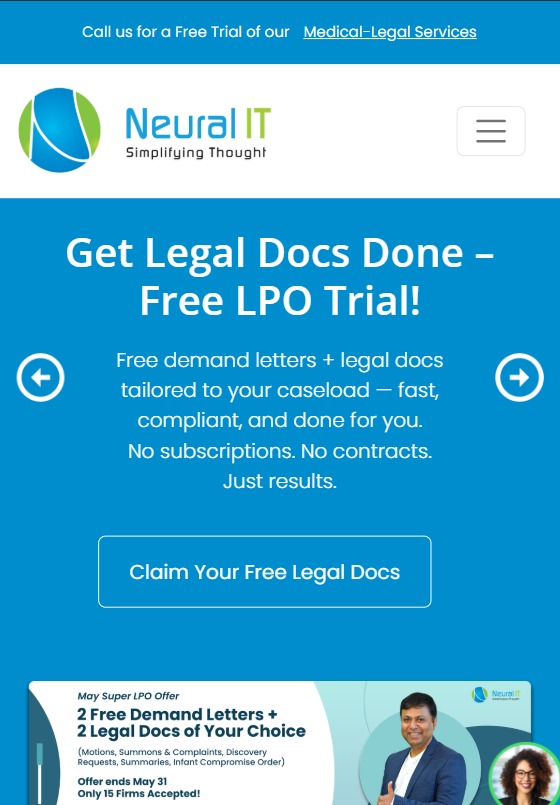 Call us for a Free Trial of our Medical-Legal Services
Neural IT
Simplifying Thought
Get Legal Docs Done –
Free LPO Trial!
Free demand letters + legal docs
tailored to your caseload — fast,
compliant, and done for you.
No subscriptions. No contracts.
Just results.
Claim Your Free Legal Docs
May Super LPO Offer
Neural IT
2 Free Demand Letters +
2 Legal Docs of Your Choice
(Motions, Summons & Complaints, Discovery
Requests, Summaries, Infant Compromise Order)
Offer ends May 31
Only 15 Firms Accepted!